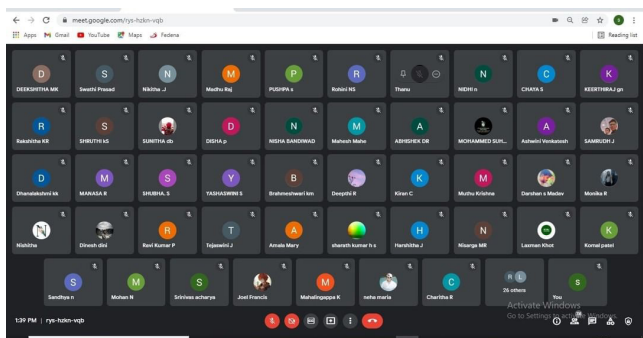 meet.google.com/rys-hzkn-vqb
Apps Gmail YouTube Maps Fedena Reading list
D S N M P R N C K
DEEKSHITHA MK Swathi Prasad Nikitha .J Madhu Raj PUSHPA s Rohini NS Thanu NIDHI n CHAYA S KEERTHIRAJ gn
R S D N M A A
Rakshitha KR SHRUTHI kS SUNITHA db DISHA p NISHA BANDIWAD Mahesh Mahe ABHISHEK DR MOHAMMED SUH... Ashwini Venkatesh SAMRUDH J
D M S Y B K M
Dhanalakshmi kk MANASA R SHUBHA. S YASHASWINI S Brahmeshwari km Deepthi R Kiran C Muthu Krishna Darshan s Madev Monika R
N R T A H N K
Nishitha Dinesh dini Ravi Kumar P Tejaswini J Amala Mery sharath kumar h s Harshitha J Nisarga MR Laxman Khot Komal patel
S M S M C R L S
Sandhya n Mohan N Srinivas acharya Joel Francis Mahalingappa K neha maria Charitha R 26 others You
Activate Windows
Go to Settings to activate Windows.
1:39 PM | rys-hzkn-vqb